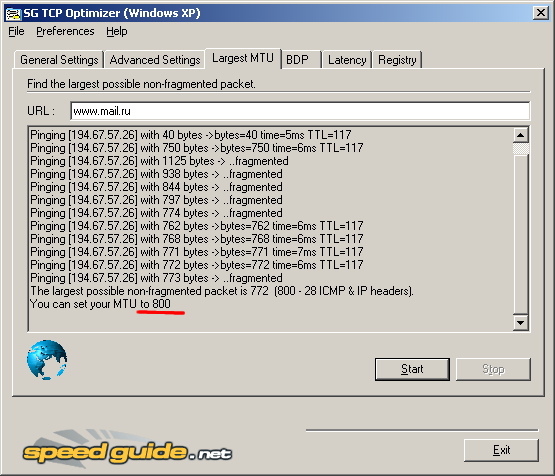 SG TCP Optimizer (Windows XP)
File Preferences Help
General Settings Advanced Settings Largest MTU BDP Latency Registry
Find the largest possible non-fragmented packet.
URL : www.mail.ru
Pinging [194.67.57.26] with 40 bytes ->bytes=40 time=5ms TTL=117
Pinging [194.67.57.26] with 750 bytes ->bytes=750 time=6ms TTL=117
Pinging [194.67.57.26] with 1125 bytes -> ..fragmented
Pinging [194.67.57.26] with 938 bytes -> ..fragmented
Pinging [194.67.57.26] with 844 bytes -> ..fragmented
Pinging [194.67.57.26] with 797 bytes -> ..fragmented
Pinging [194.67.57.26] with 774 bytes -> ..fragmented
Pinging [194.67.57.26] with 762 bytes ->bytes=762 time=6ms TTL=117
Pinging [194.67.57.26] with 768 bytes ->bytes=768 time=6ms TTL=117
Pinging [194.67.57.26] with 771 bytes ->bytes=771 time=7ms TTL=117
Pinging [194.67.57.26] with 772 bytes ->bytes=772 time=6ms TTL=117
Pinging [194.67.57.26] with 773 bytes -> ..fragmented
The largest possible non-fragmented packet is 772 (800 - 28 ICMP & IP headers).
You can set your MTU to 800
Start Stop
speed guide.net
Exit